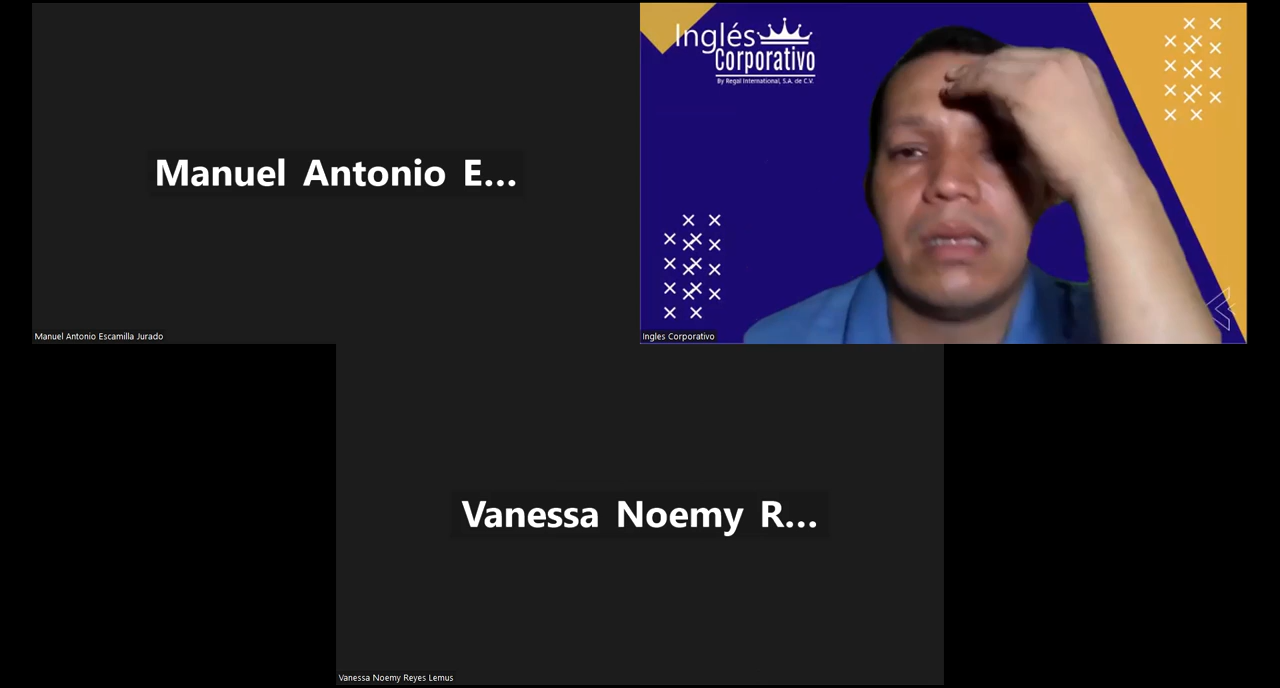 Manuel Antonio E...
Manuel Antonio Escamilla Jurado
Inglés
Corporativo
By Regal International, S.A. de C.V.
Ingles Corporativo
Vanessa Noemy R...
Vanessa Noemy Reyes Lemus